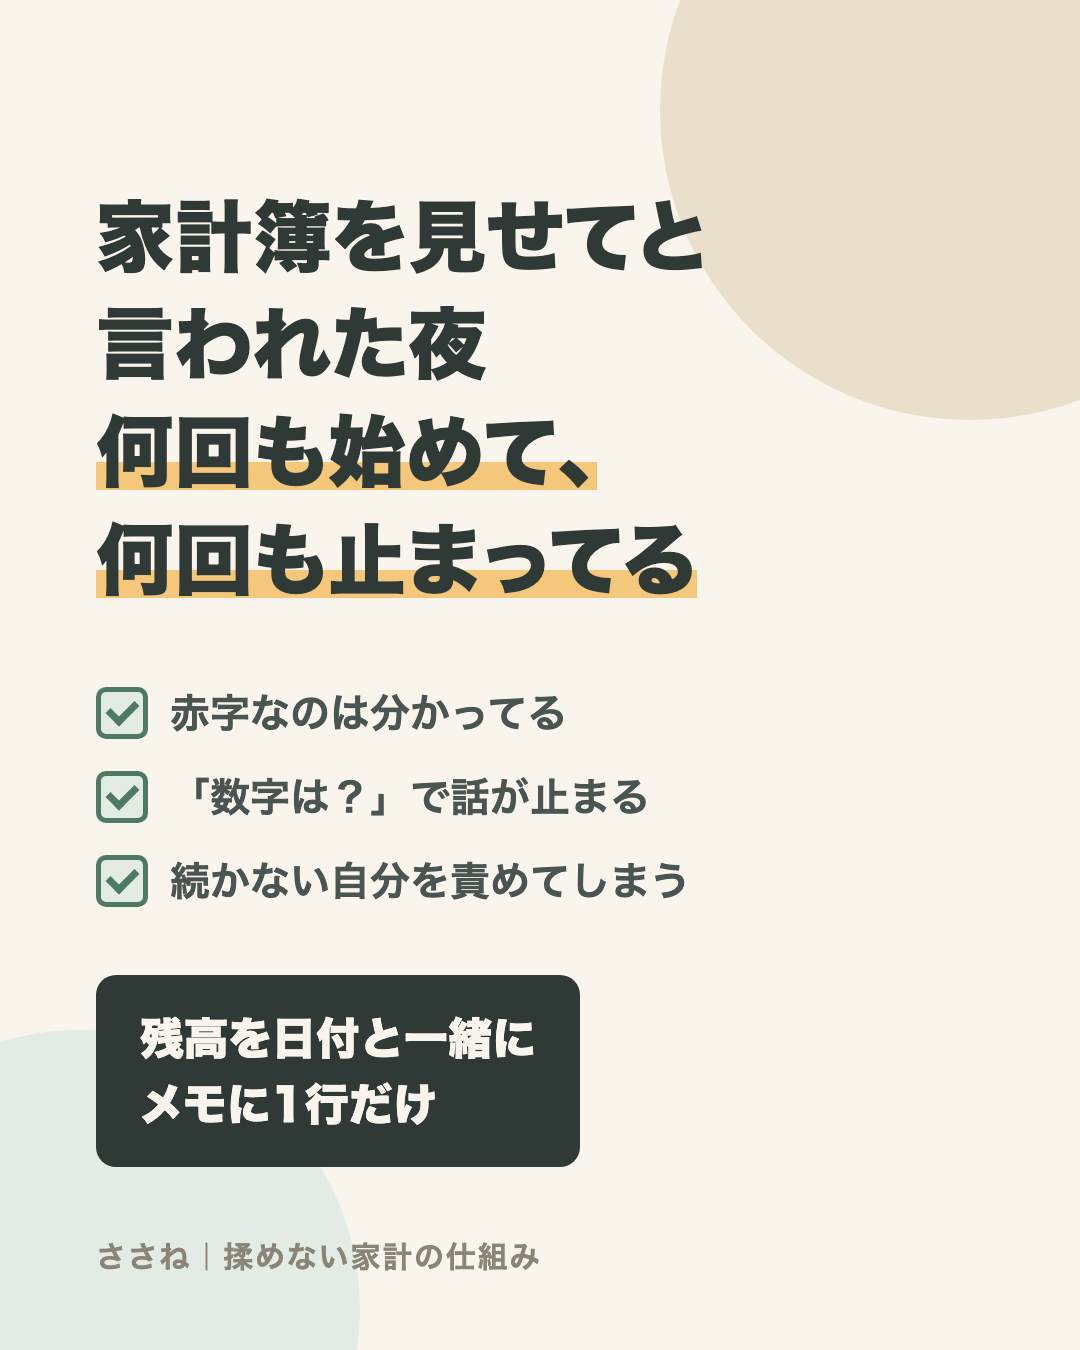 家計簿を見せてと
言われた夜
何回も始めて、
何回も止まってる
赤字なのは分かってる
「数字は？」で話が止まる
続かない自分を責めてしまう
残高を日付と一緒に
メモに1行だけ
ささね｜揉めない家計の仕組み